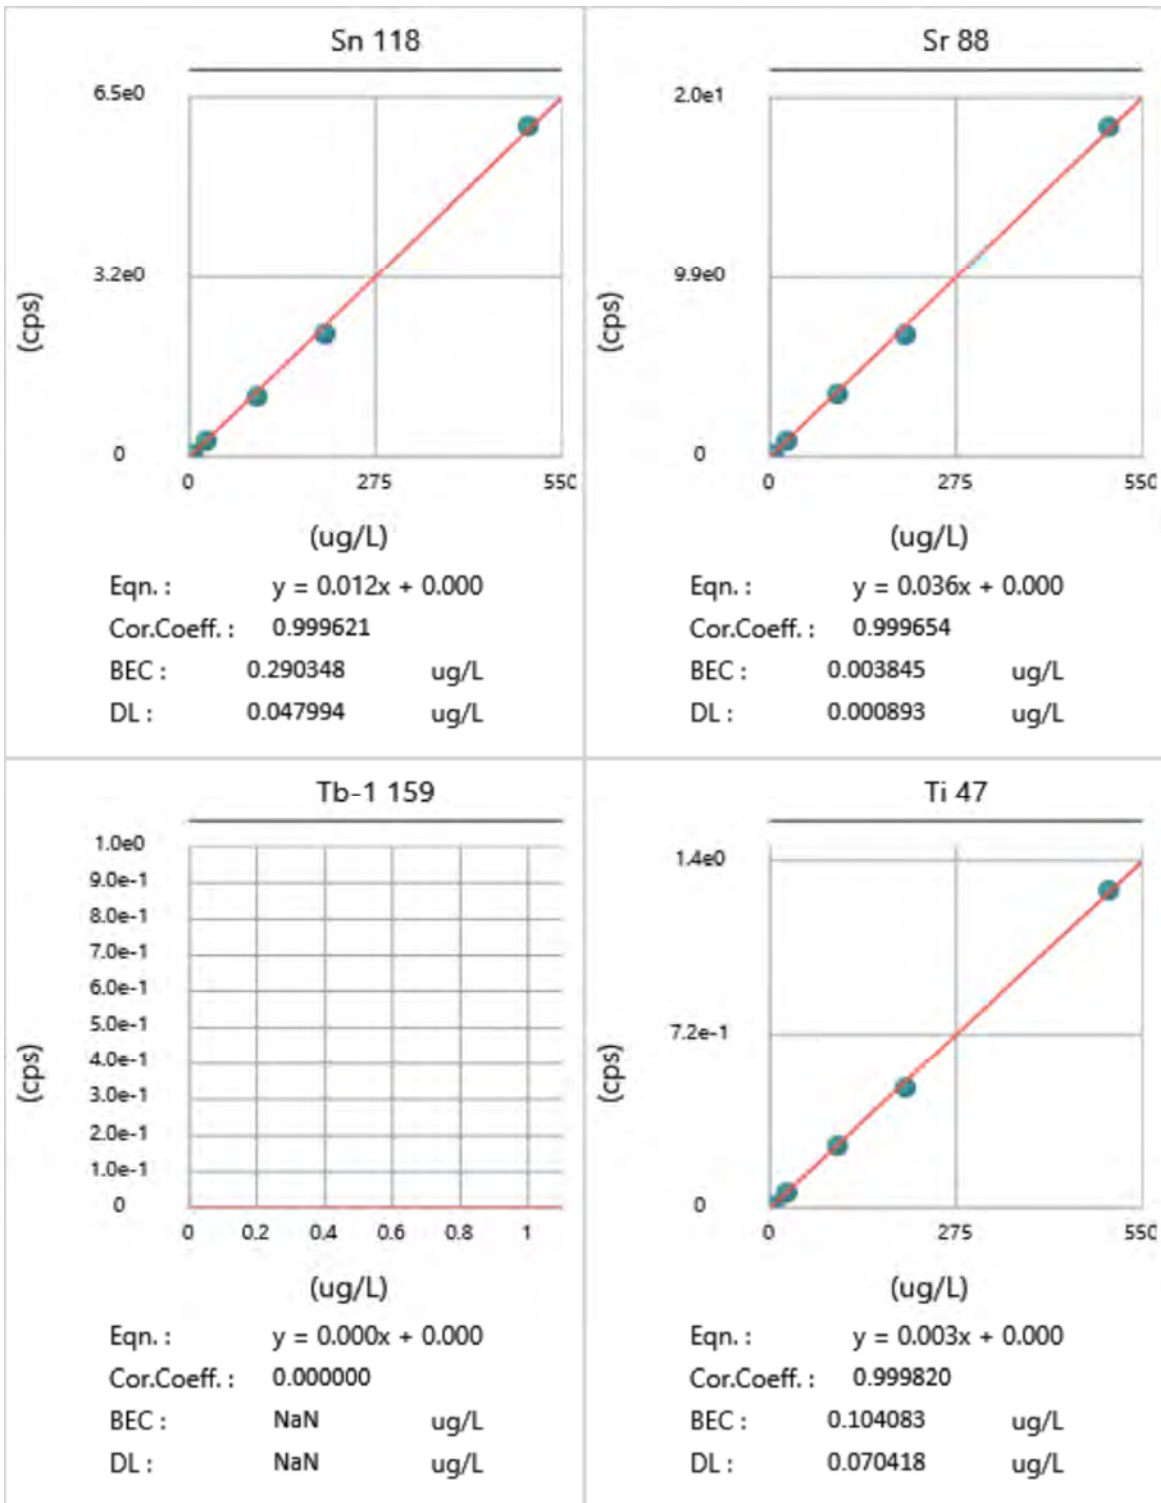 Sn 118
6.5e0
3.2e0
0
(cps)
0 275 550
(ug/L)
Eqn. : y = 0.012x + 0.000
Cor.Coeff. : 0.999621
BEC : 0.290348 ug/L
DL : 0.047994 ug/L
Sr 88
2.0e1
9.9e0
0
(cps)
0 275 550
(ug/L)
Eqn. : y = 0.036x + 0.000
Cor.Coeff. : 0.999654
BEC : 0.003845 ug/L
DL : 0.000893 ug/L
Tb-1 159
1.0e0
9.0e-1
8.0e-1
7.0e-1
6.0e-1
5.0e-1
4.0e-1
3.0e-1
2.0e-1
1.0e-1
0
(cps)
0 0.2 0.4 0.6 0.8 1
(ug/L)
Eqn. : y = 0.000x + 0.000
Cor.Coeff. : 0.000000
BEC : NaN ug/L
DL : NaN ug/L
Ti 47
1.4e0
7.2e-1
0
(cps)
0 275 550
(ug/L)
Eqn. : y = 0.003x + 0.000
Cor.Coeff. : 0.999820
BEC : 0.104083 ug/L
DL : 0.070418 ug/L